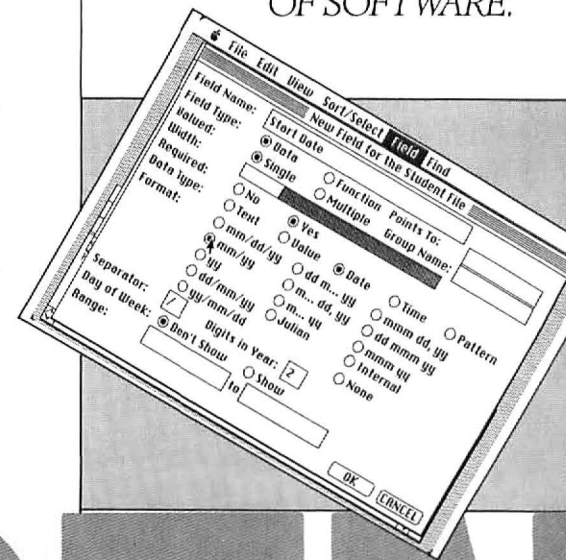 OF SOFTWARE.
File Edit View Sort/Select Field Find
New Field for the Student File
Field Name: Start Date
Field Type: Data Function Points To:
Valued: Single Multiple Group Name:
Width:
Required: No Yes
Data Type: Text Value Date Time Pattern
Format: mm/dd/yy dd m... yy mmm dd, yy
mm/yy m... dd, yy dd mmm yy
yy m... yy mmm yy
dd/mm/yy Julian Internal
yy/mm/dd None
Separator: / Digits in Year: 2
Day of Week: Don't Show Show
Range: to
OK CANCEL